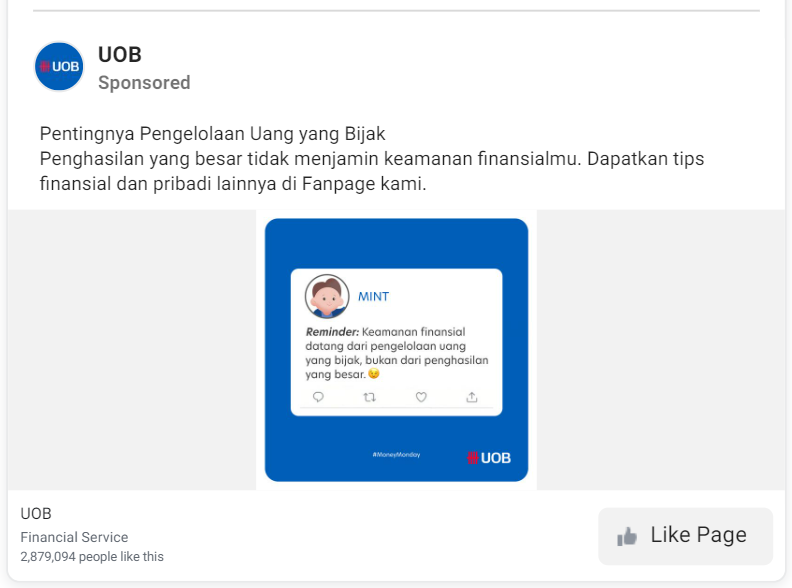 UOB
UOB
Sponsored
Pentingnya Pengelolaan Uang yang Bijak
Penghasilan yang besar tidak menjamin keamanan finansialmu. Dapatkan tips
finansial dan pribadi lainnya di Fanpage kami.
MINT
Reminder: Keamanan finansial
datang dari pengelolaan uang
yang bijak, bukan dari penghasilan
yang besar. 😉
#MoneyMonday
UOB
UOB
Financial Service
2,879,094 people like this
Like Page